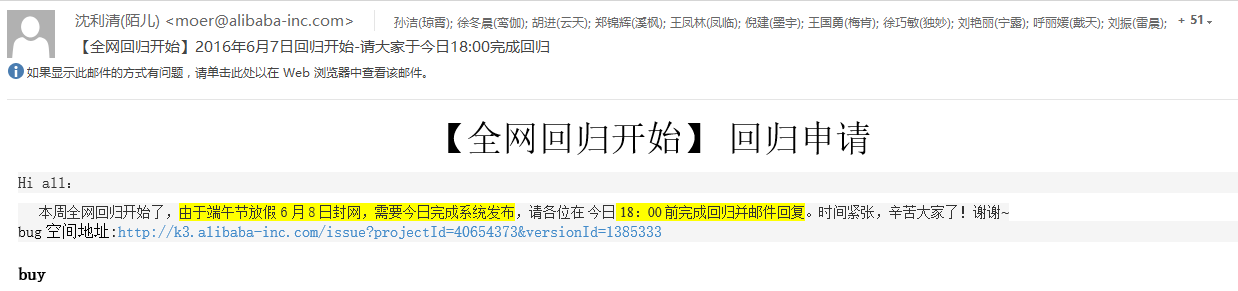 沈利清(陌儿) <moer@alibaba-inc.com>
孙洁(琼霄); 徐冬晨(鸾伽); 胡进(云天); 郑锦辉(溪枫); 王凤林(凤临); 倪建(墨宇); 王国勇(梅肯); 徐巧敏(独妙); 刘艳丽(宁露); 呼丽媛(戴天); 刘振(雷晨); + 51
【全网回归开始】2016年6月7日回归开始-请大家于今日18:00完成回归
如果显示此邮件的方式有问题，请单击此处以在 Web 浏览器中查看该邮件。
【全网回归开始】 回归申请
Hi all：
本周全网回归开始了，由于端午节放假 6 月 8 日封网，需要今日完成系统发布，请各位在 今日 18：00 前完成回归并邮件回复。时间紧张，辛苦大家了！谢谢~
bug 空间地址:http://k3.alibaba-inc.com/issue?projectId=40654373&versionId=1385333
buy